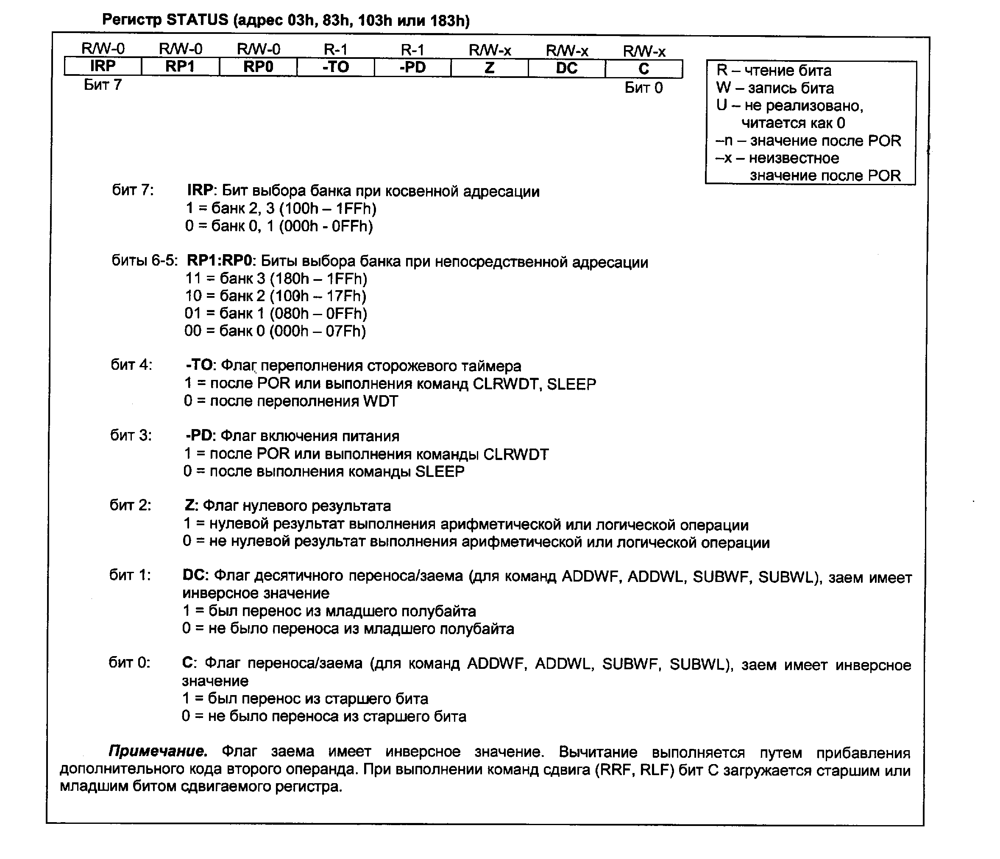 Регистр STATUS (адрес 03h, 83h, 103h или 183h)
R/W-0 R/W-0 R/W-0 R-1 R-1 R/W-x R/W-x R/W-x
IRP RP1 RP0 -TO -PD Z DC C
Бит 7 Бит 0
R – чтение бита
W – запись бита
U – не реализовано,
читается как 0
–n – значение после POR
–x – неизвестное
значение после POR
бит 7: IRP: Бит выбора банка при косвенной адресации
1 = банк 2, 3 (100h – 1FFh)
0 = банк 0, 1 (000h - 0FFh)
биты 6-5: RP1:RP0: Биты выбора банка при непосредственной адресации
11 = банк 3 (180h – 1FFh)
10 = банк 2 (100h – 17Fh)
01 = банк 1 (080h – 0FFh)
00 = банк 0 (000h – 07Fh)
бит 4: -TO: Флаг переполнения сторожевого таймера
1 = после POR или выполнения команд CLRWDT, SLEEP
0 = после переполнения WDT
бит 3: -PD: Флаг включения питания
1 = после POR или выполнения команды CLRWDT
0 = после выполнения команды SLEEP
бит 2: Z: Флаг нулевого результата
1 = нулевой результат выполнения арифметической или логической операции
0 = не нулевой результат выполнения арифметической или логической операции
бит 1: DC: Флаг десятичного переноса/заема (для команд ADDWF, ADDWL, SUBWF, SUBWL), заем имеет
инверсное значение
1 = был перенос из младшего полубайта
0 = не было переноса из младшего полубайта
бит 0: C: Флаг переноса/заема (для команд ADDWF, ADDWL, SUBWF, SUBWL), заем имеет инверсное
значение
1 = был перенос из старшего бита
0 = не было переноса из старшего бита
Примечание. Флаг заема имеет инверсное значение. Вычитание выполняется путем прибавления
дополнительного кода второго операнда. При выполнении команд сдвига (RRF, RLF) бит C загружается старшим или
младшим битом сдвигаемого регистра.